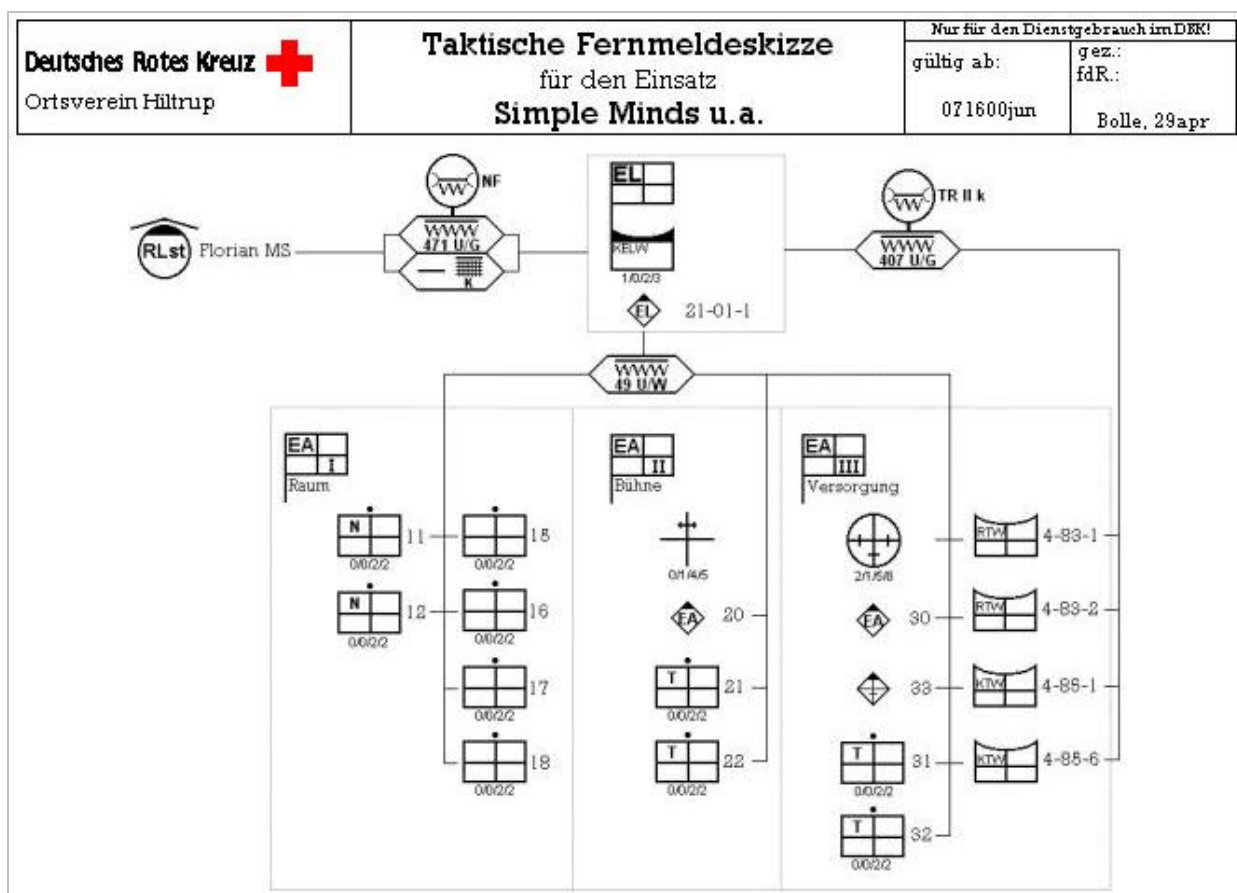 Deutsches Rotes Kreuz
Ortsverein Hiltrup
Taktische Fernmeldeskizze
für den Einsatz
Simple Minds u.a.
Nur für den Dienstgebrauch im DRK!
gültig ab:
071600jun
gez.:
fdR.:
Bolle, 29apr
RLst Florian MS
NF
471 U/G
K
EL
KELW
1/0/2/3
EL 21-01-1
TR II k
407 U/G
49 U/W
EA
I
Raum
N 11
0/0/2/2
N 12
0/0/2/2
15
0/0/2/2
16
0/0/2/2
17
0/0/2/2
18
0/0/2/2
EA
II
Bühne
0/1/4/5
EA 20
T 21
0/0/2/2
T 22
0/0/2/2
EA
III
Versorgung
2/1/5/8
EA 30
33
T 31
0/0/2/2
T 32
0/0/2/2
RTW 4-83-1
RTW 4-83-2
KTW 4-85-1
KTW 4-85-6